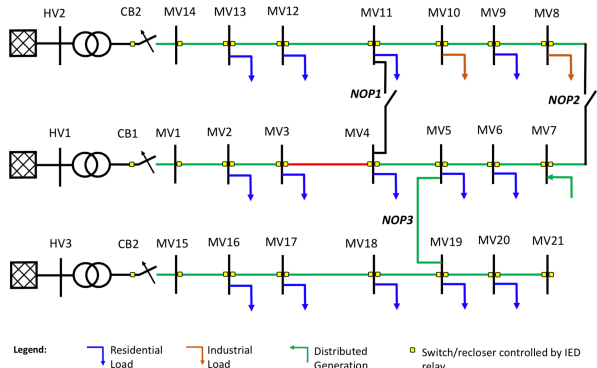 HV2 CB2 MV14 MV13 MV12 MV11 MV10 MV9 MV8
NOP1 NOP2
HV1 CB1 MV1 MV2 MV3 MV4 MV5 MV6 MV7
NOP3
HV3 CB2 MV15 MV16 MV17 MV18 MV19 MV20 MV21
Legend: Residential Industrial Distributed Switch/recloser controlled by IED
Load Load Generation relay